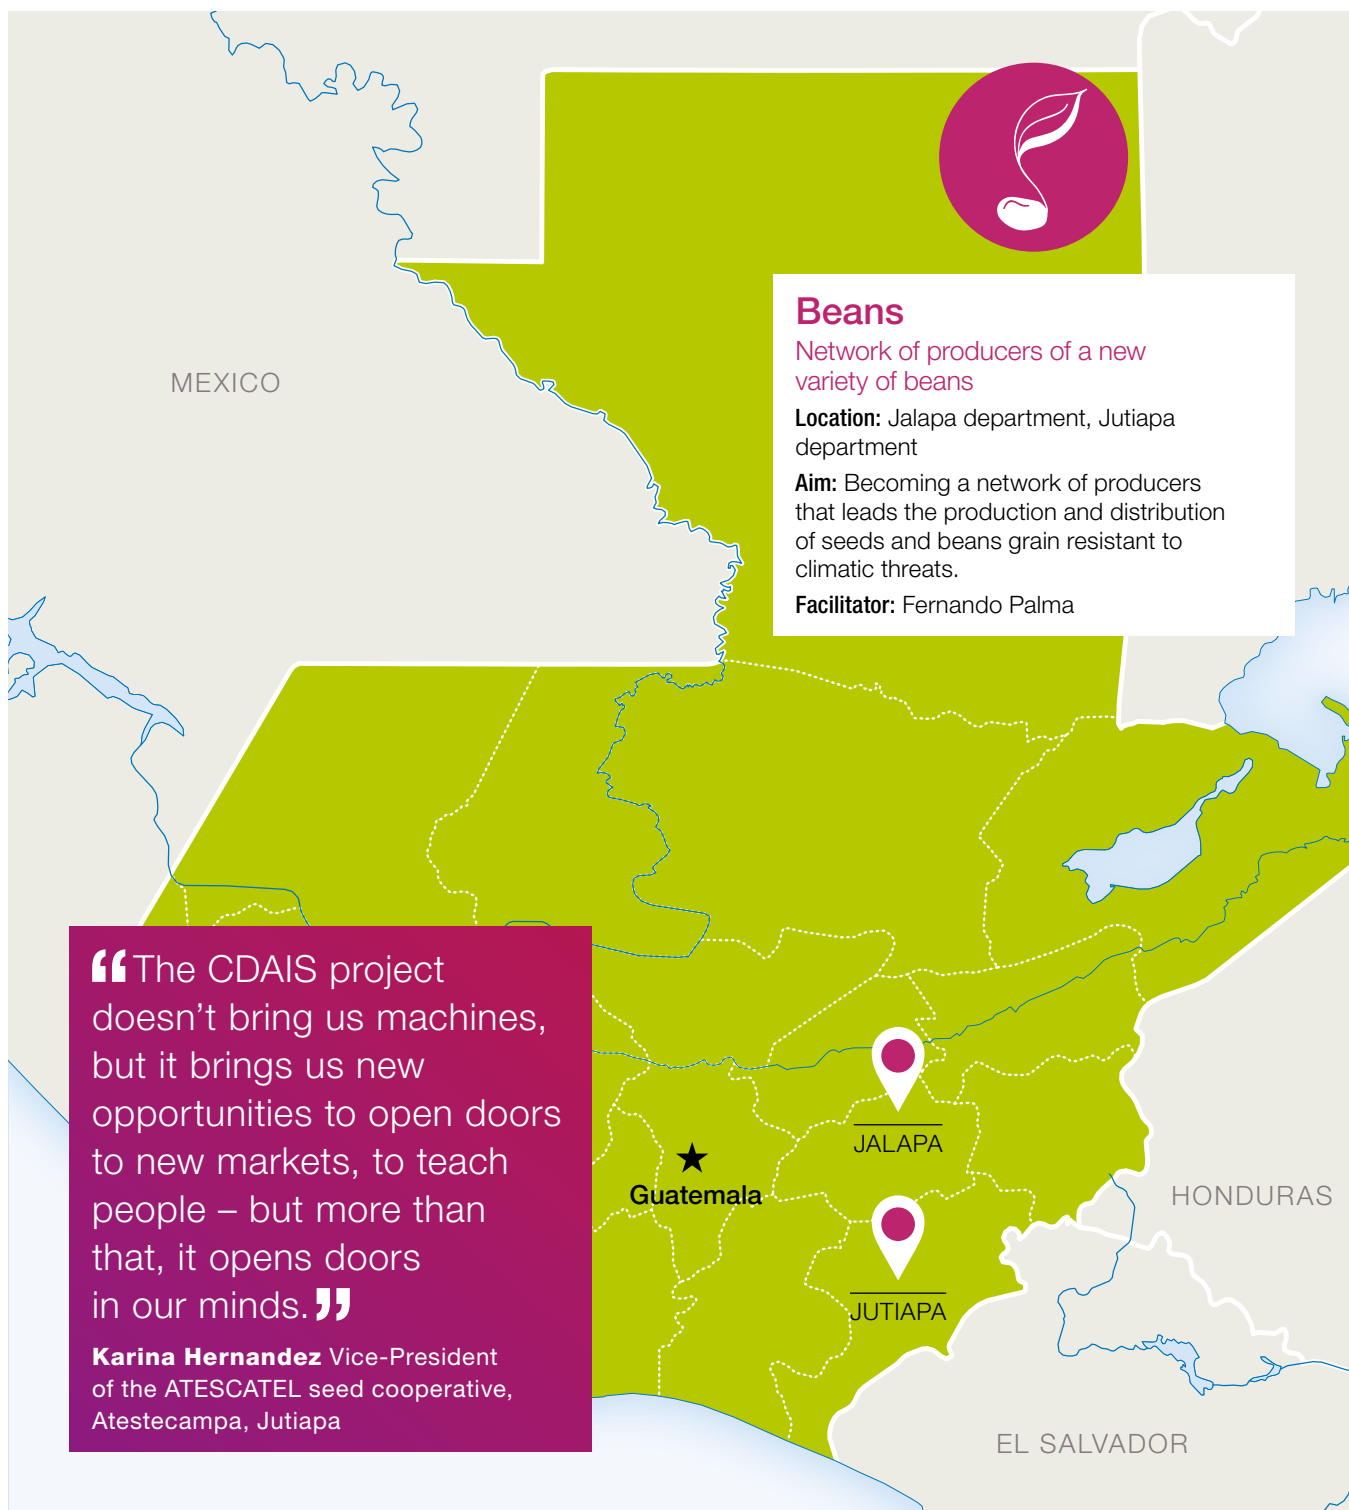 MEXICO
Beans
Network of producers of a new
variety of beans
Location: Jalapa department, Jutiapa
department
Aim: Becoming a network of producers
that leads the production and distribution
of seeds and beans grain resistant to
climatic threats.
Facilitator: Fernando Palma
“The CDAIS project
doesn’t bring us machines,
but it brings us new
opportunities to open doors
to new markets, to teach
people – but more than
that, it opens doors
in our minds.”
Karina Hernandez Vice-President
of the ATESCATEL seed cooperative,
Atestecampa, Jutiapa
JALAPA
Guatemala
JUTIAPA
HONDURAS
EL SALVADOR